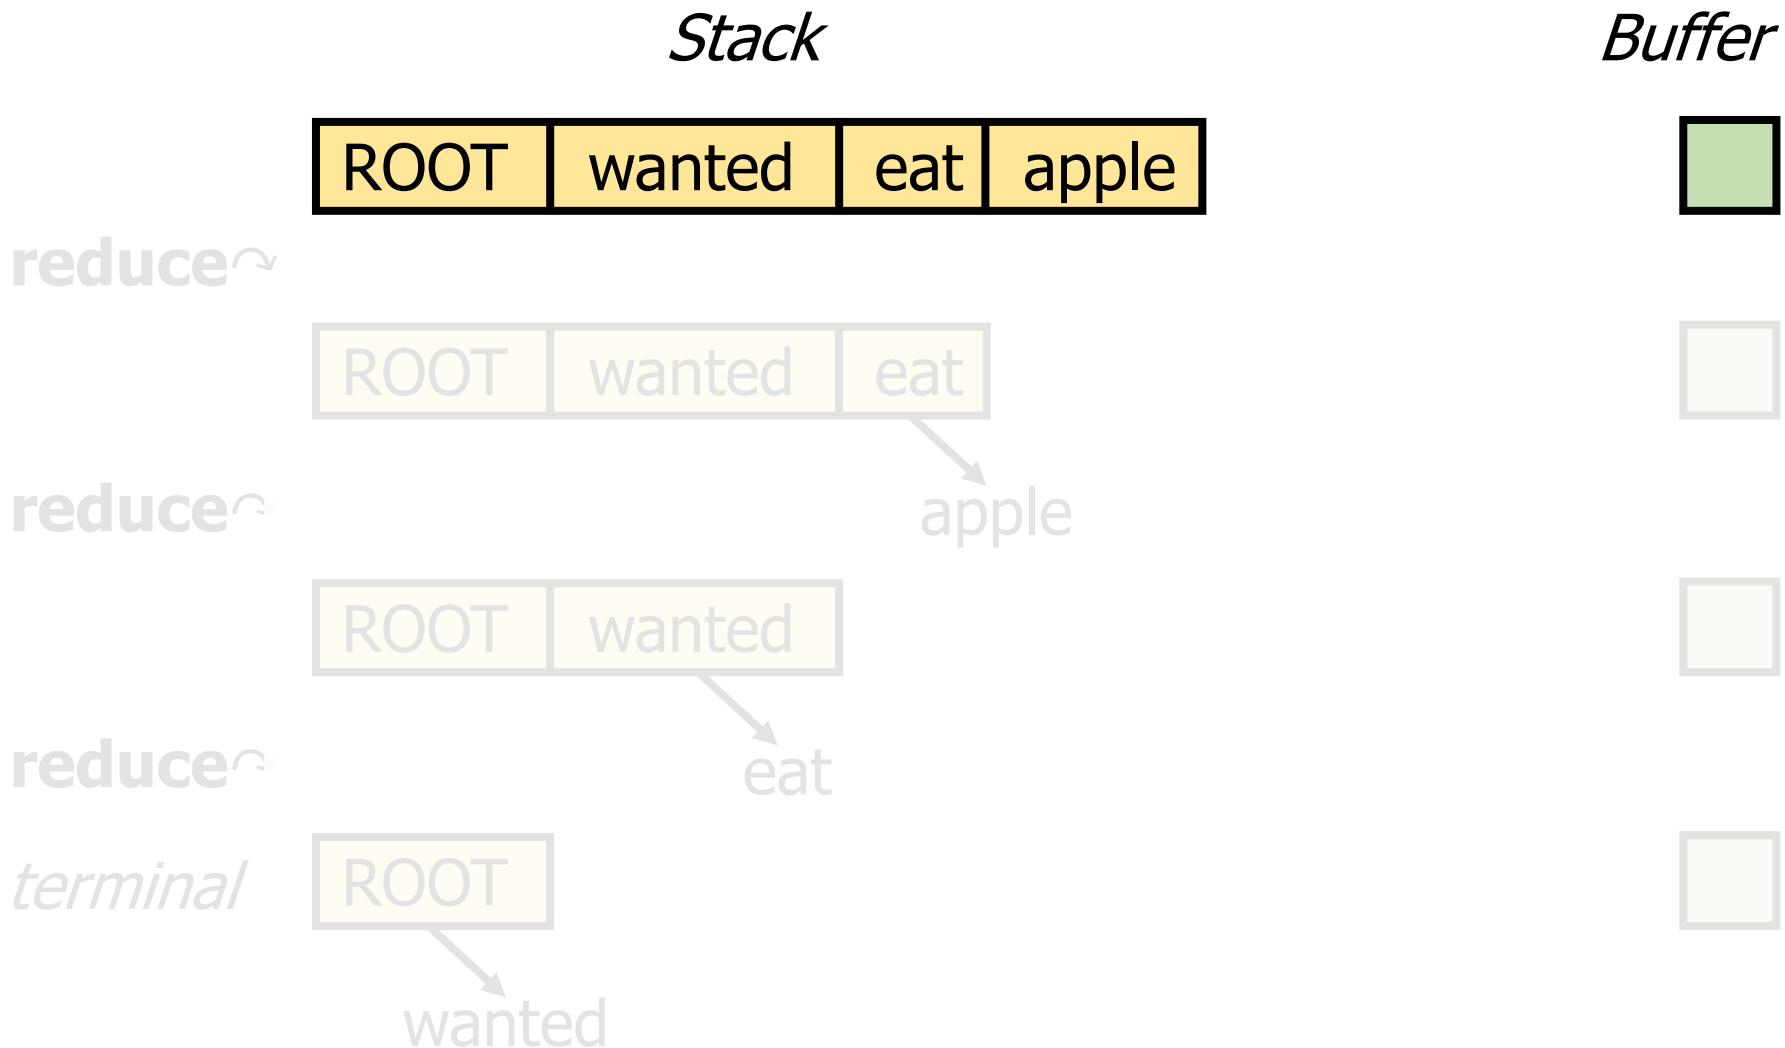 Stack Buffer
ROOT wanted eat apple
reduce↷
ROOT wanted eat
reduce↷ apple
ROOT wanted
reduce↷ eat
terminal ROOT
wanted